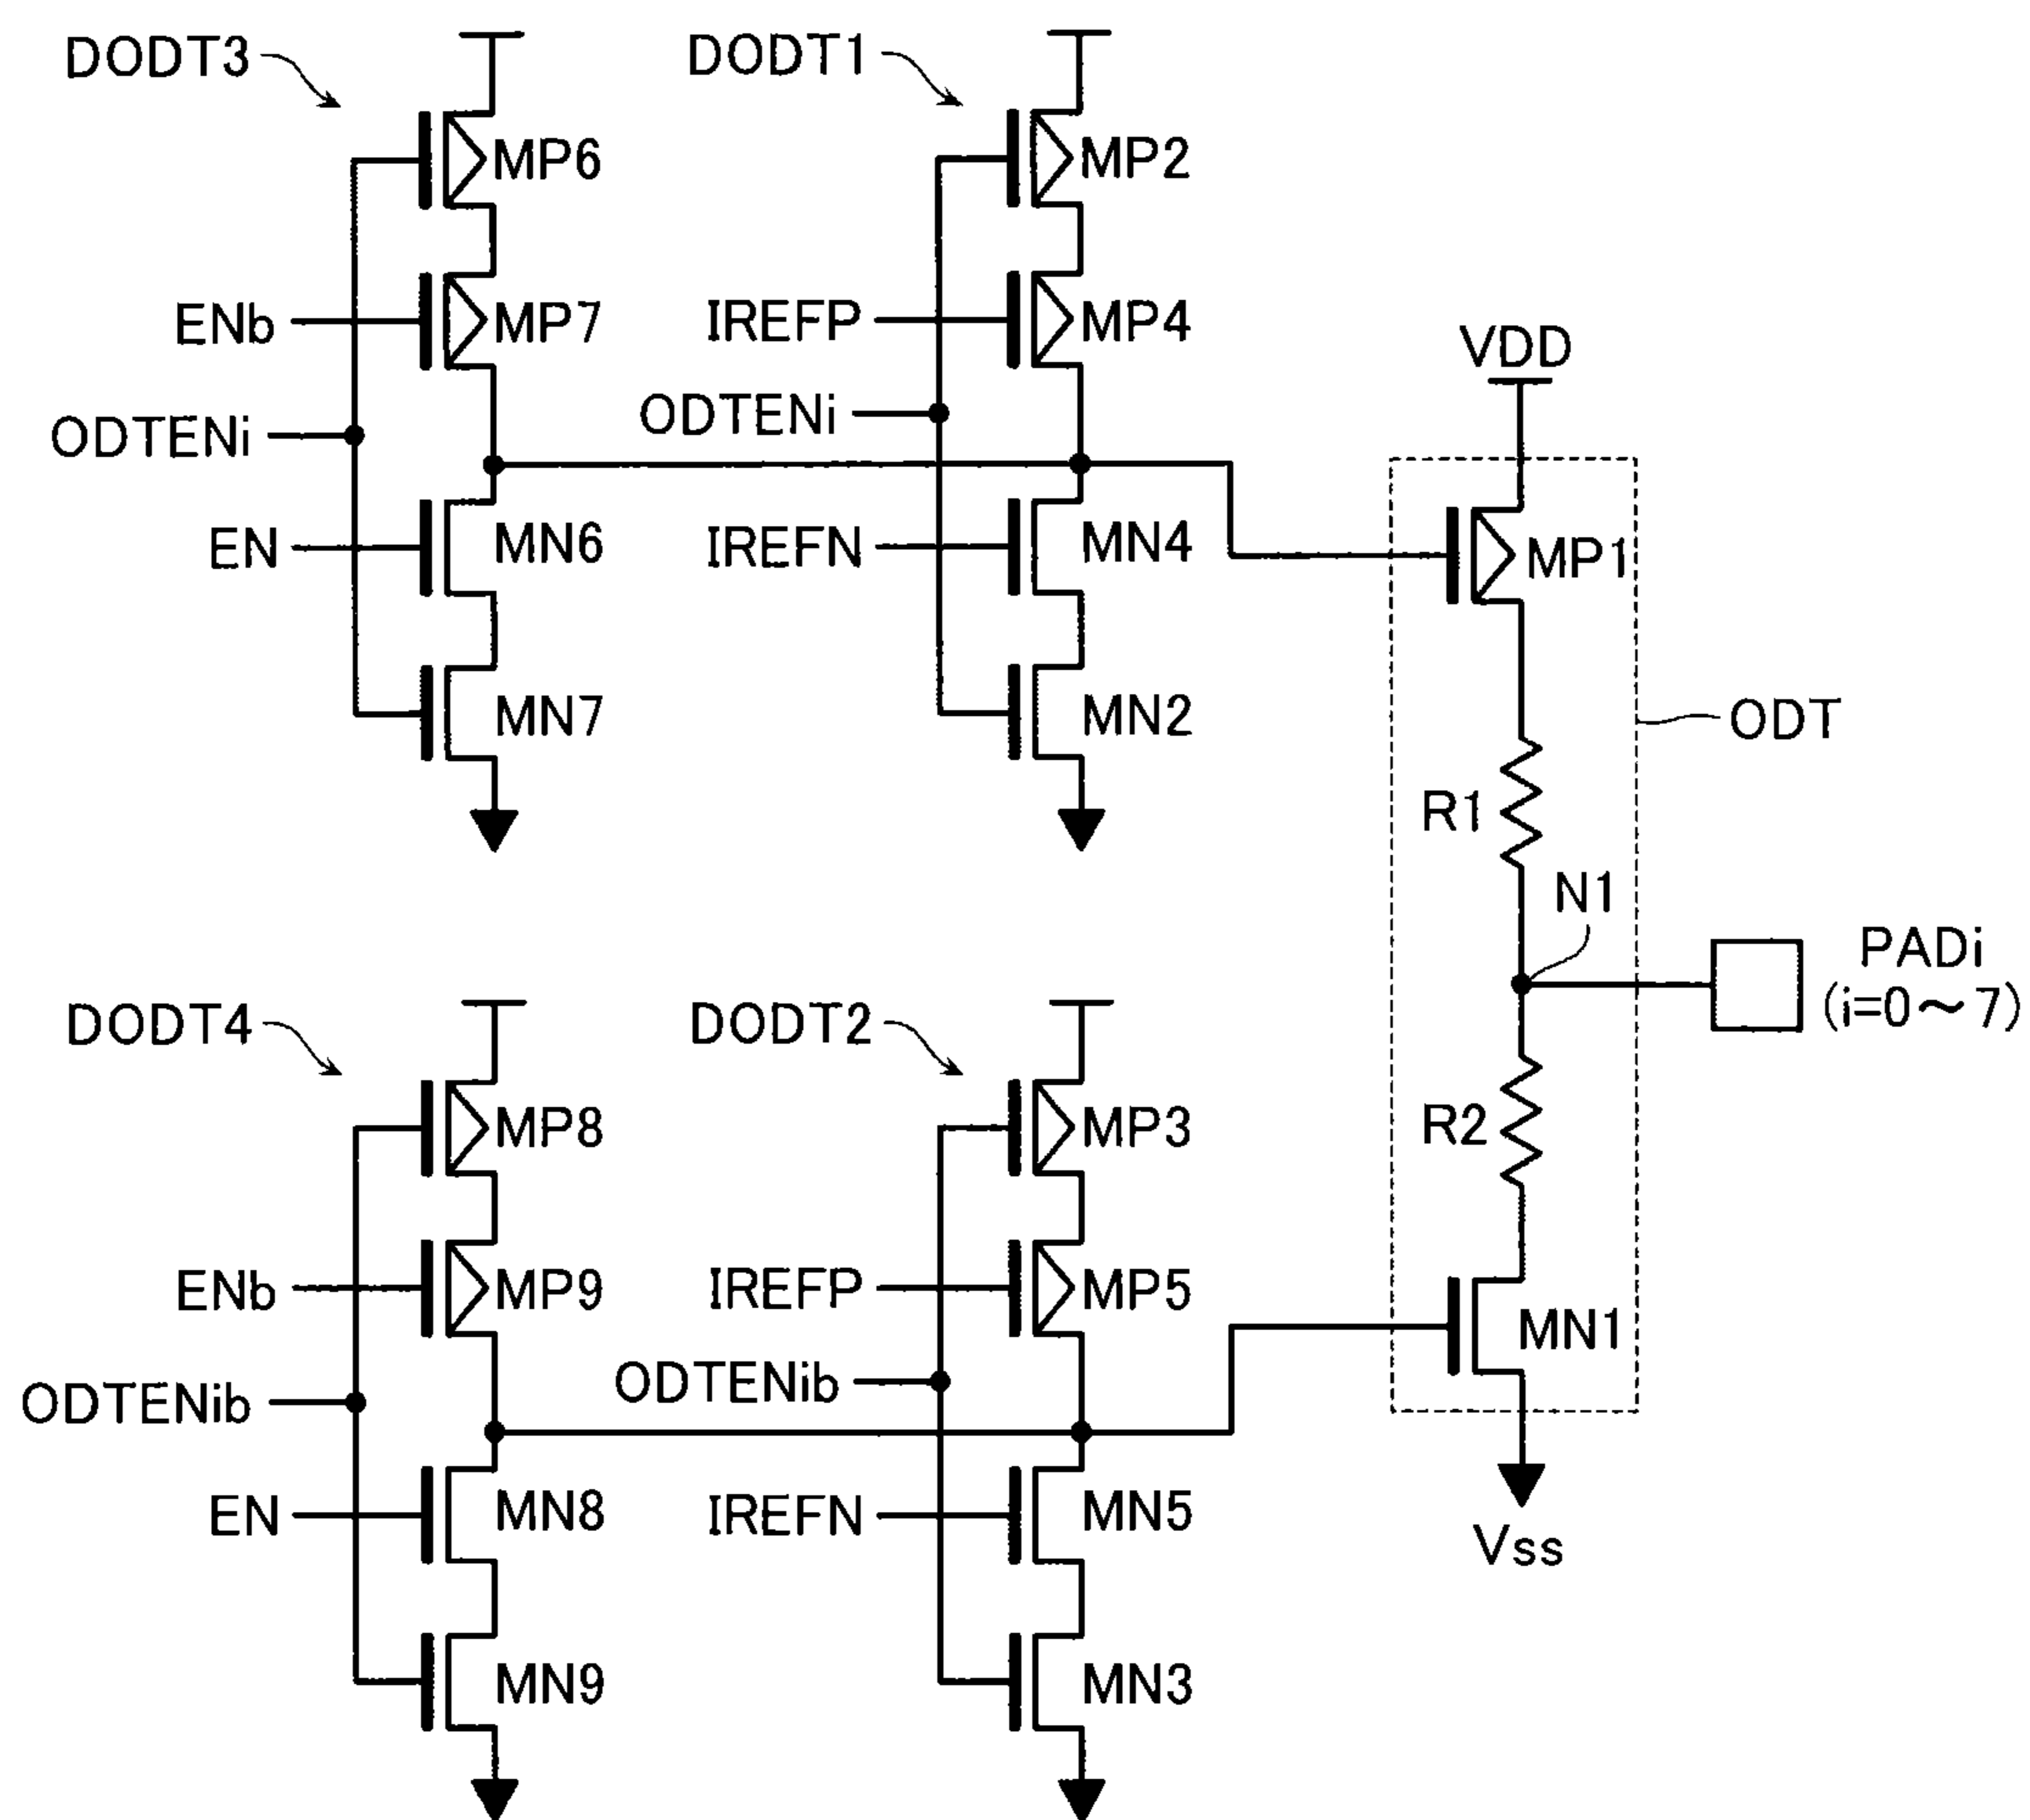 DODT3
DODT1
MP6
MP2
ENb
MP7
IREFP
MP4
VDD
ODTENi
ODTENi
EN
MN6
IREFN
MN4
MP1
MN7
MN2
ODT
R1
N1
PADi
(i=0～7)
DODT4
DODT2
MP8
MP3
R2
ENb
MP9
IREFP
MP5
MN1
ODTENib
ODTENib
EN
MN8
IREFN
MN5
Vss
MN9
MN3